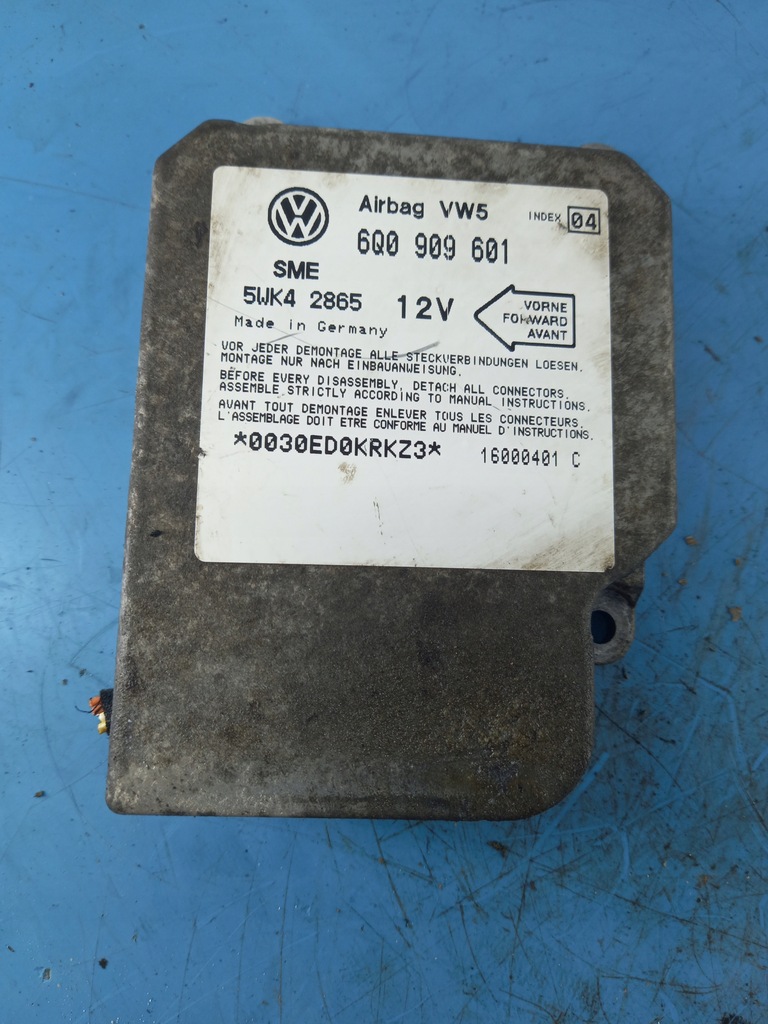 Airbag VW5
INDEX 04
6Q0 909 601
SME
5WK4 2865 12V
VORNE
FORWARD
AVANT
Made in Germany
VOR JEDER DEMONTAGE ALLE STECKVERBINDUNGEN LOESEN.
MONTAGE NUR NACH EINBAUANWEISUNG.
BEFORE EVERY DISASSEMBLY, DETACH ALL CONNECTORS.
ASSEMBLE STRICTLY ACCORDING TO MANUAL INSTRUCTIONS.
AVANT TOUT DEMONTAGE ENLEVER TOUS LES CONNECTEURS.
L'ASSEMBLAGE DOIT ETRE CONFORME AU MANUEL D'INSTRUCTIONS.
*0030ED0KRKZ3* 16000401 C